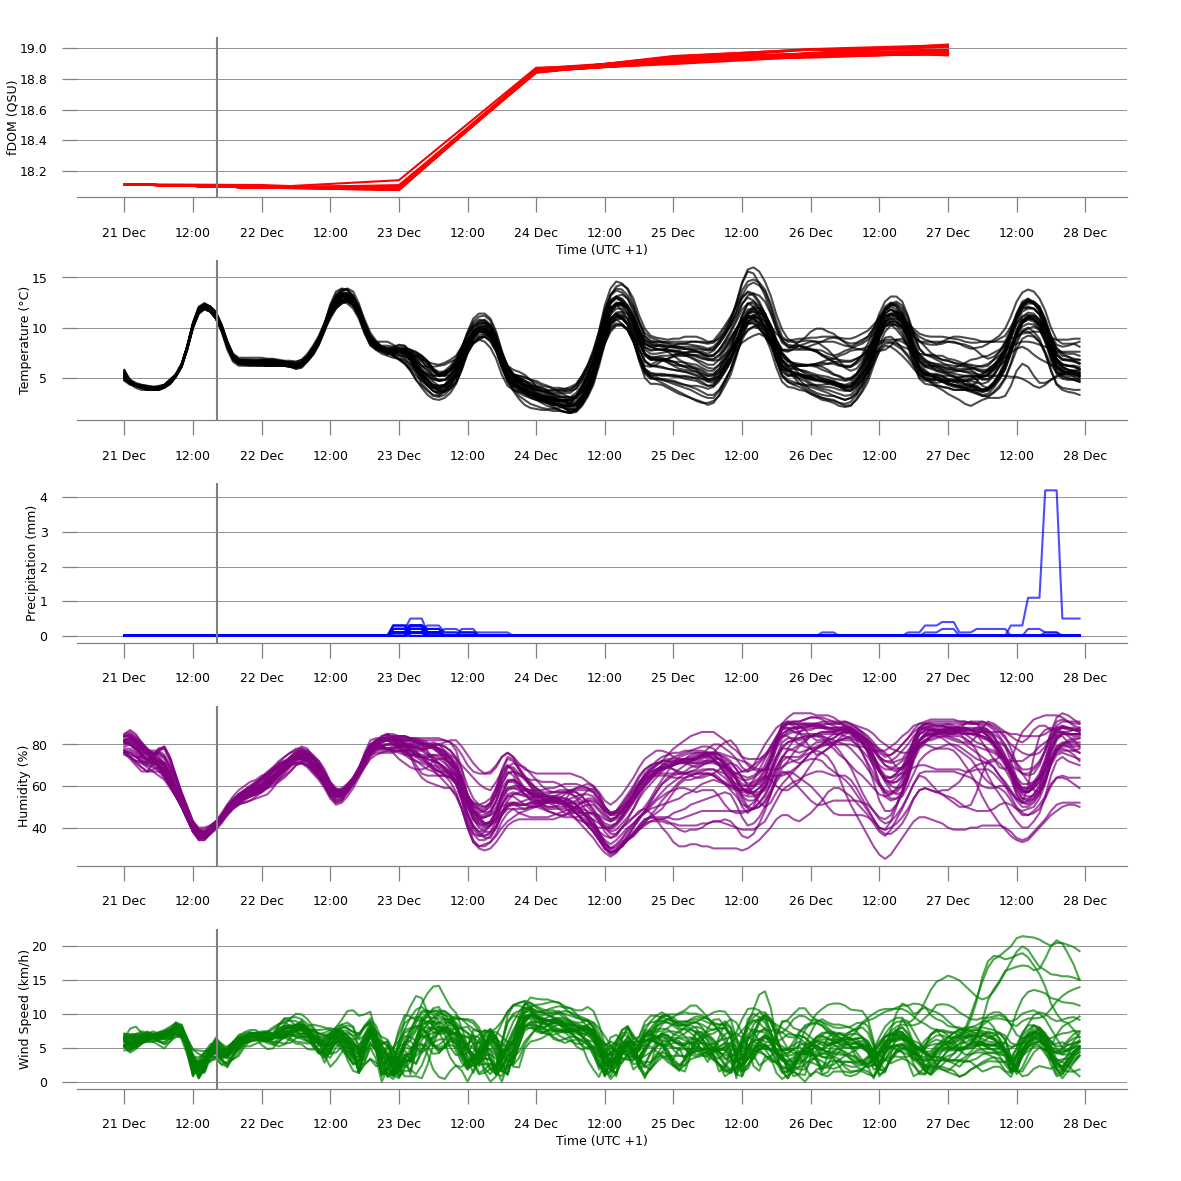 19.0
18.8
18.6
18.4
18.2
fDOM (QSU)
21 Dec 12:00 22 Dec 12:00 23 Dec 12:00 24 Dec 12:00 25 Dec 12:00 26 Dec 12:00 27 Dec 12:00 28 Dec
Time (UTC +1)
15
10
5
Temperature (°C)
21 Dec 12:00 22 Dec 12:00 23 Dec 12:00 24 Dec 12:00 25 Dec 12:00 26 Dec 12:00 27 Dec 12:00 28 Dec
4
3
2
1
0
Precipitation (mm)
21 Dec 12:00 22 Dec 12:00 23 Dec 12:00 24 Dec 12:00 25 Dec 12:00 26 Dec 12:00 27 Dec 12:00 28 Dec
80
60
40
Humidity (%)
21 Dec 12:00 22 Dec 12:00 23 Dec 12:00 24 Dec 12:00 25 Dec 12:00 26 Dec 12:00 27 Dec 12:00 28 Dec
20
15
10
5
0
Wind Speed (km/h)
21 Dec 12:00 22 Dec 12:00 23 Dec 12:00 24 Dec 12:00 25 Dec 12:00 26 Dec 12:00 27 Dec 12:00 28 Dec
Time (UTC +1)